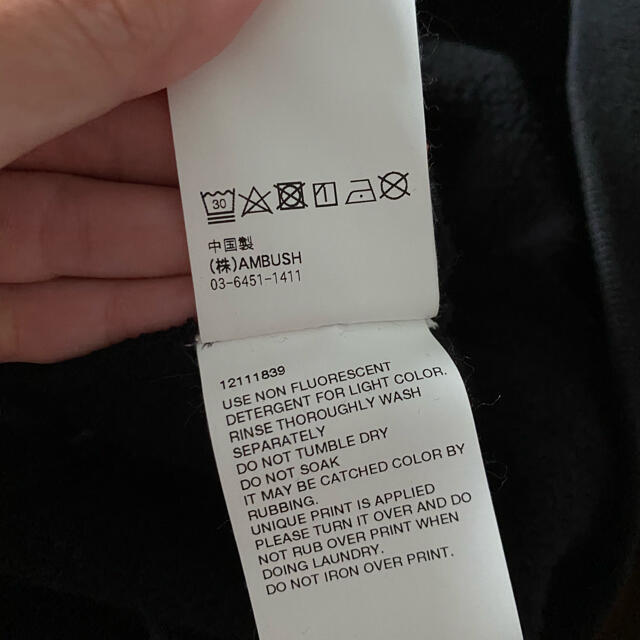 30
中国製
(株)AMBUSH
03-6451-1411
12111839
USE NON FLUORESCENT
DETERGENT FOR LIGHT COLOR.
RINSE THOROUGHLY WASH
SEPARATELY
DO NOT TUMBLE DRY
DO NOT SOAK
IT MAY BE CATCHED COLOR BY
RUBBING.
UNIQUE PRINT IS APPLIED
PLEASE TURN IT OVER AND DO
NOT RUB OVER PRINT WHEN
DOING LAUNDRY.
DO NOT IRON OVER PRINT.